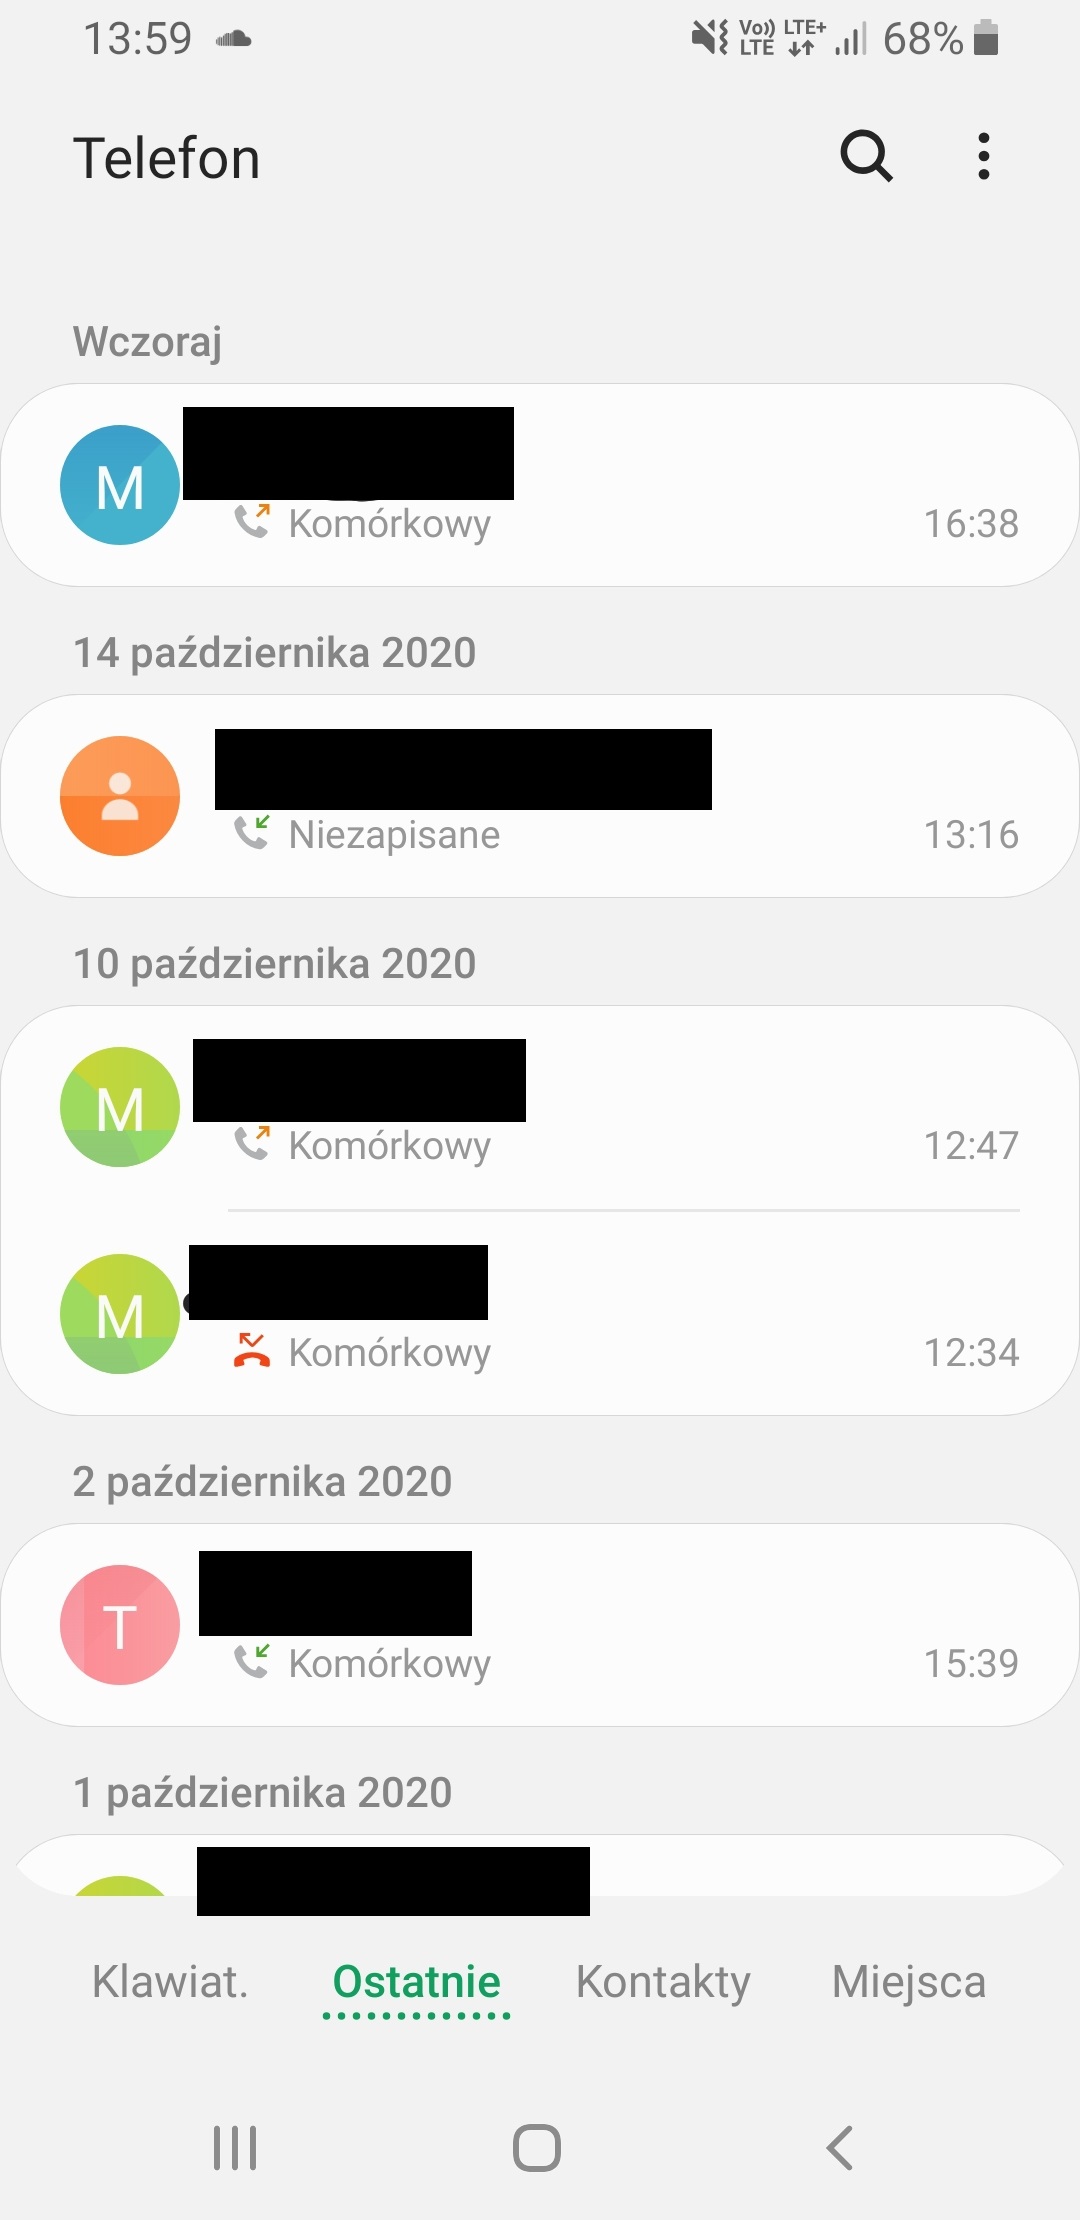 13:59 Vo)) LTE LTE+ 68%
Telefon
Wczoraj
M
Komórkowy 16:38
14 października 2020
Niezapisane 13:16
10 października 2020
M
Komórkowy 12:47
M
Komórkowy 12:34
2 października 2020
T
Komórkowy 15:39
1 października 2020
Klawiat. Ostatnie Kontakty Miejsca